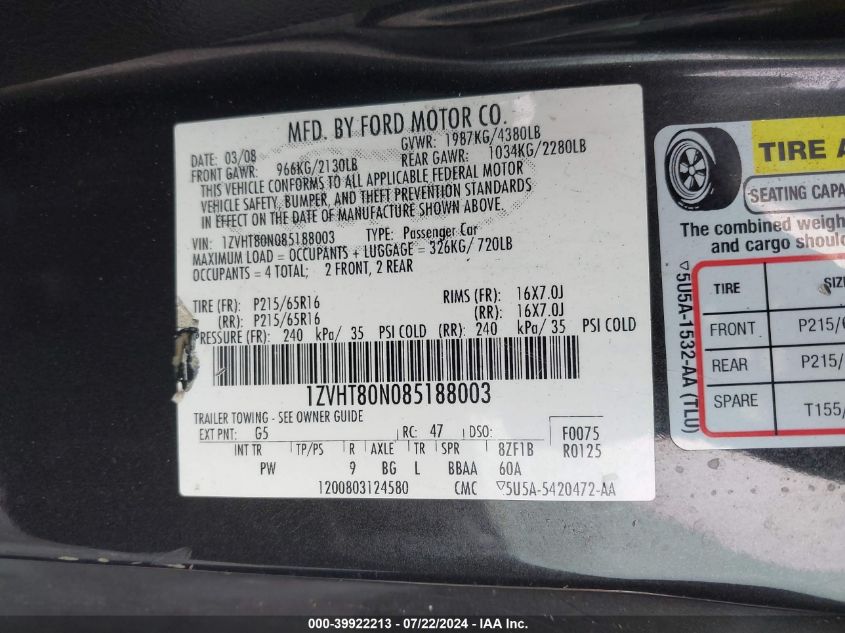 MFD. BY FORD MOTOR CO.
DATE: 03/08 GVWR: 1987KG/4380LB
FRONT GAWR: 966KG/2130LB REAR GAWR: 1034KG/2280LB
THIS VEHICLE CONFORMS TO ALL APPLICABLE FEDERAL MOTOR
VEHICLE SAFETY, BUMPER, AND THEFT PREVENTION STANDARDS
IN EFFECT ON THE DATE OF MANUFACTURE SHOWN ABOVE.
VIN: 1ZVHT80N085188003 TYPE: Passenger Car
MAXIMUM LOAD = OCCUPANTS + LUGGAGE = 326KG/ 720LB
OCCUPANTS = 4 TOTAL; 2 FRONT, 2 REAR
TIRE (FR): P215/65R16 RIMS (FR): 16X7.0J
(RR): P215/65R16 (RR): 16X7.0J
PRESSURE (FR): 240 kPa/ 35 PSI COLD (RR): 240 kPa/ 35 PSI COLD
1ZVHT80N085188003
TRAILER TOWING - SEE OWNER GUIDE
EXT PNT: G5 RC: 47 DSO: F0075
INT TR TP/PS R AXLE TR SPR 8ZF1B R0125
PW 9 BG L BBAA 60A
1200803124580 CMC ▽5U5A-5420472-AA
TIRE A
SEATING CAPA
The combined weigh
and cargo shou
▽5U5A-1532-AA (TLU)
TIRE SIZ
FRONT P215/
REAR P215/
SPARE T155/
000-39922213 - 07/22/2024 - IAA Inc.